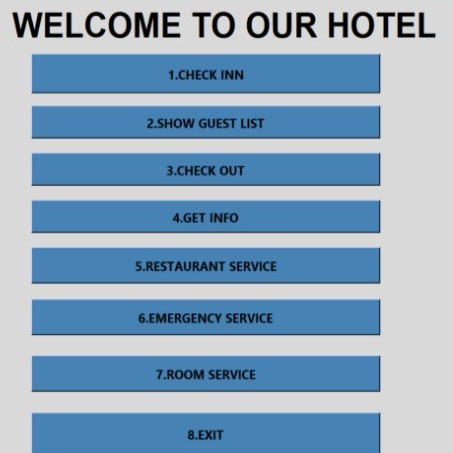 WELCOME TO OUR HOTEL
1.CHECK INN
2.SHOW GUEST LIST
3.CHECK OUT
4.GET INFO
5.RESTAURANT SERVICE
6.EMERGENCY SERVICE
7.ROOM SERVICE
8.EXIT